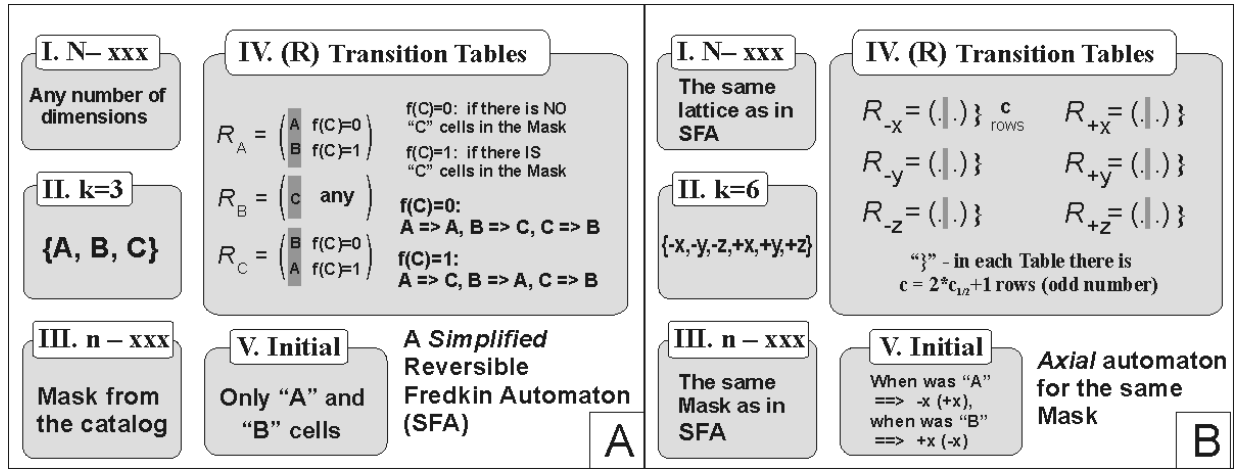 I. N– xxx
Any number of
dimensions
II. k=3
{A, B, C}
III. n – xxx
Mask from
the catalog
IV. (R) Transition Tables
R_A = ( A f(C)=0
B f(C)=1 )
R_B = ( C any )
R_C = ( B f(C)=0
A f(C)=1 )
f(C)=0: if there is NO
“C” cells in the Mask
f(C)=1: if there IS
“C” cells in the Mask
f(C)=0:
A => A, B => C, C => B
f(C)=1:
A => C, B => A, C => B
V. Initial
Only “A” and
“B” cells
A Simplified
Reversible
Fredkin Automaton
(SFA)
A
I. N– xxx
The same
lattice as in
SFA
II. k=6
{-x,-y,-z,+x,+y,+z}
III. n – xxx
The same
Mask as in
SFA
IV. (R) Transition Tables
R_-x = (.|.) } c rows R_+x = (.|.) }
R_-y = (.|.) } R_+y = (.|.) }
R_-z = (.|.) } R_+z = (.|.) }
“}” - in each Table there is
c = 2*c_1/2+1 rows (odd number)
V. Initial
When was “A”
==> -x (+x),
when was “B”
==> +x (-x)
Axial automaton
for the same
Mask
B